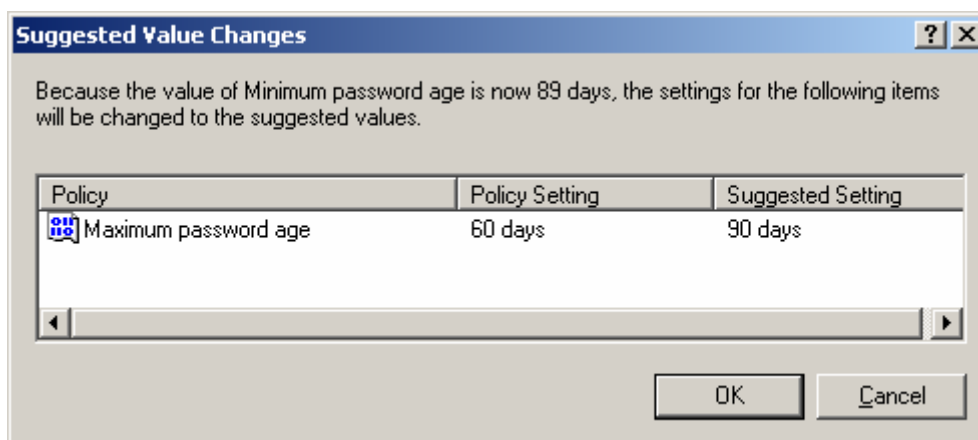 Suggested Value Changes
Because the value of Minimum password age is now 89 days, the settings for the following items
will be changed to the suggested values.
Policy Policy Setting Suggested Setting
Maximum password age 60 days 90 days
OK Cancel